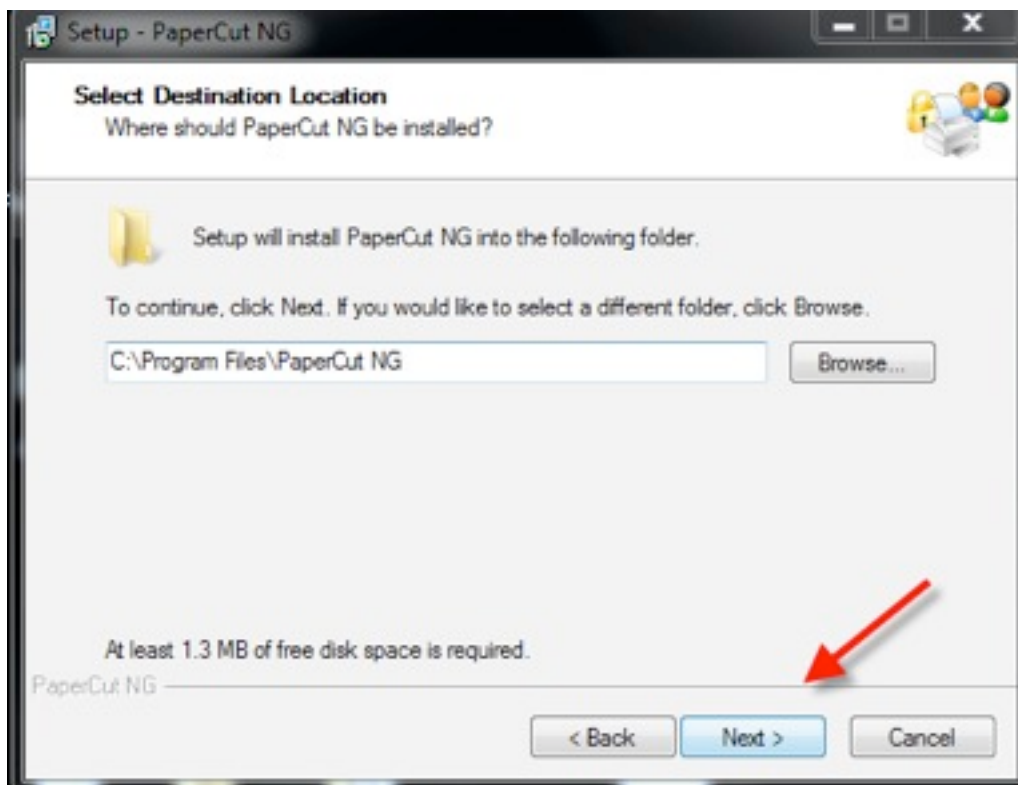 Setup - PaperCut NG
Select Destination Location
Where should PaperCut NG be installed?
Setup will install PaperCut NG into the following folder.
To continue, click Next. If you would like to select a different folder, click Browse.
C:\Program Files\PaperCut NG
Browse...
At least 1.3 MB of free disk space is required.
PaperCut NG
< Back
Next >
Cancel